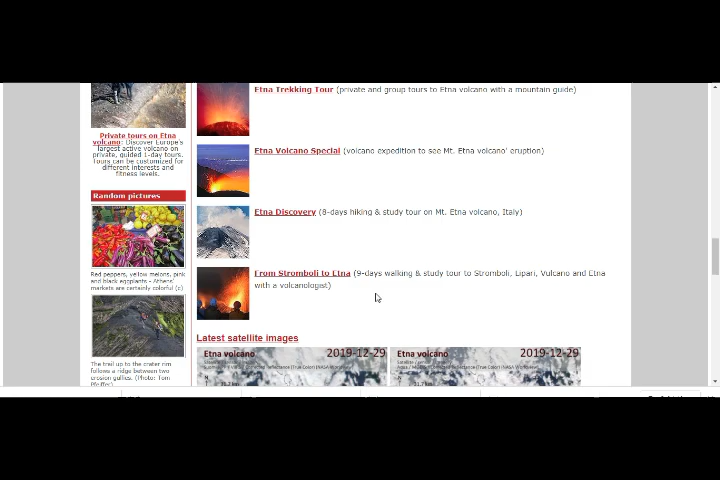 Etna Trekking Tour (private and group tours to Etna volcano with a mountain guide)
Private tours on Etna
volcano: Discover Europe's
largest active volcano on
private, guided 1-day tours.
Tours can be customized for
different interests and
fitness levels.
Etna Volcano Special (volcano expedition to see Mt. Etna volcano' eruption)
Random pictures
Etna Discovery (8-days hiking & study tour on Mt. Etna volcano, Italy)
Red peppers, yellow melons, pink
and black eggplants - Athens'
markets are certainly colorful (c)
From Stromboli to Etna (9-days walking & study tour to Stromboli, Lipari, Vulcano and Etna
with a volcanologist)
The trail up to the crater rim
follows a ridge between two
erosion gullies. (Photo: Tom
Pfeiffer)
Latest satellite images
Etna volcano 2019-12-29
Etna volcano 2019-12-29